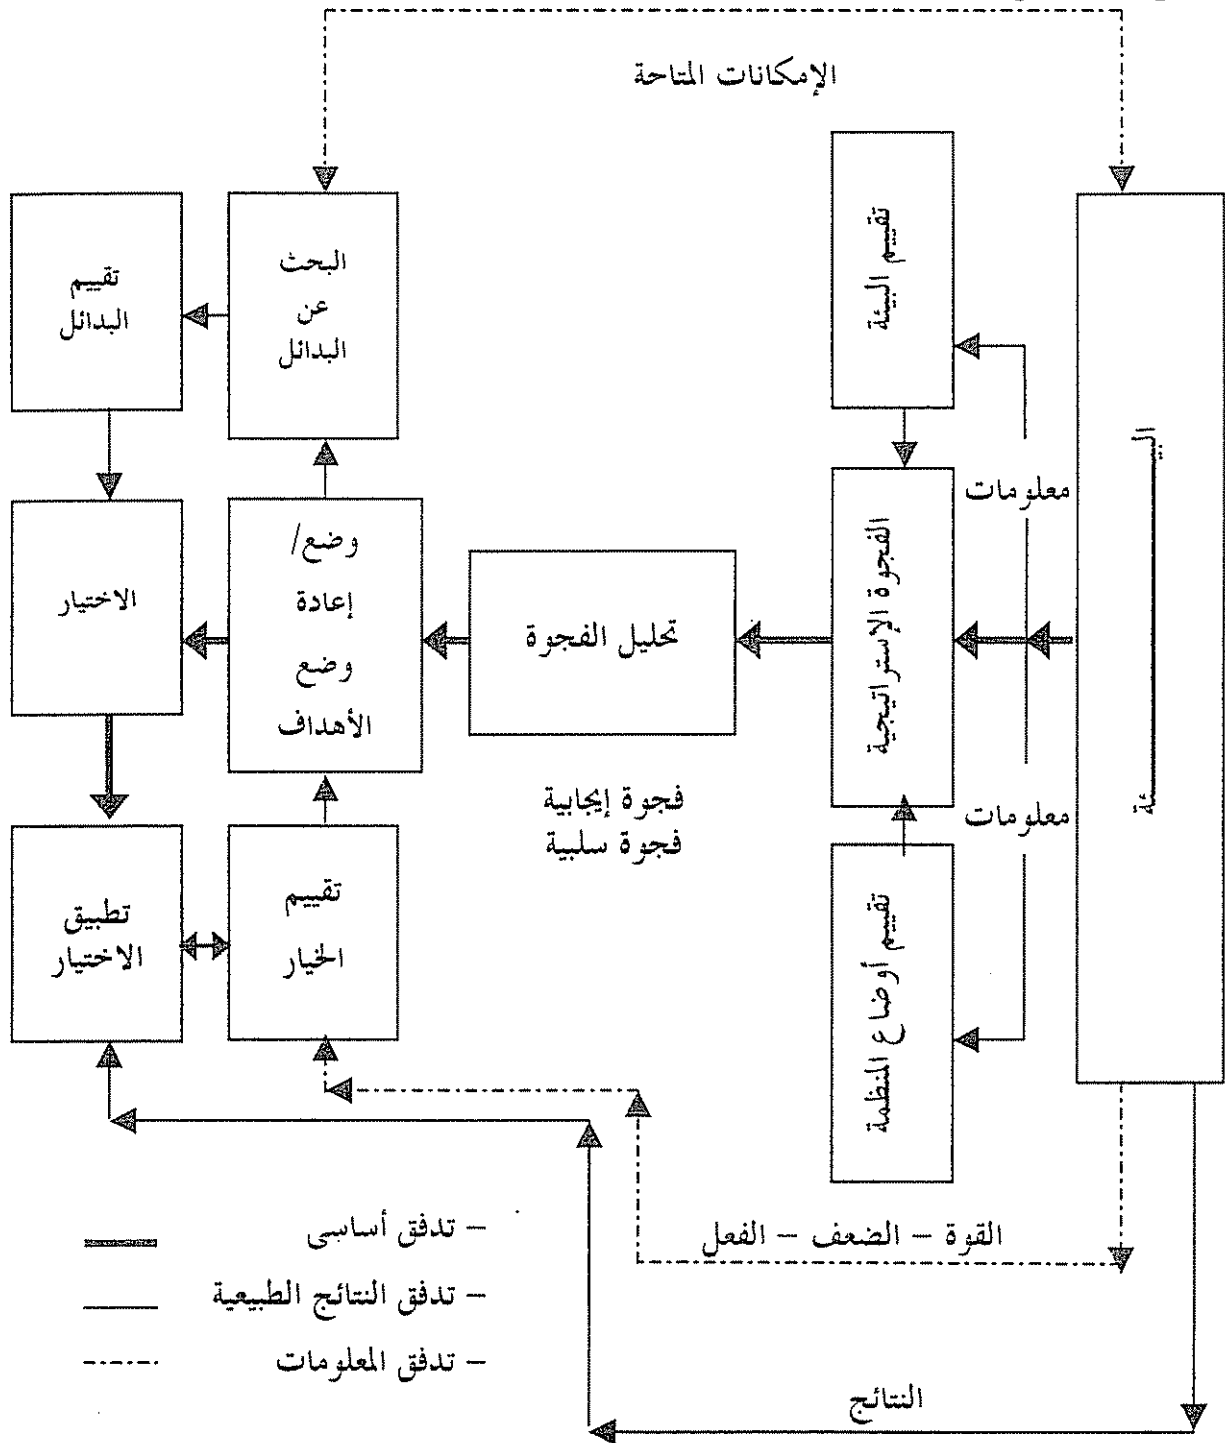 الإمكانات المتاحة
البيـــــــــئة
تقييم البيئة
معلومات
الفجوة الإستراتيجية
معلومات
تقييم أوضاع المنظمة
تحليل الفجوة
فجوة إيجابية
فجوة سلبية
البحث
عن
البدائل
تقييم
البدائل
وضع/
إعادة
وضع
الأهداف
الاختيار
تقييم
الخيار
تطبيق
الاختيار
القوة – الضعف – الفعل
– تدفق أساسى
– تدفق النتائج الطبيعية
– تدفق المعلومات
النتائج